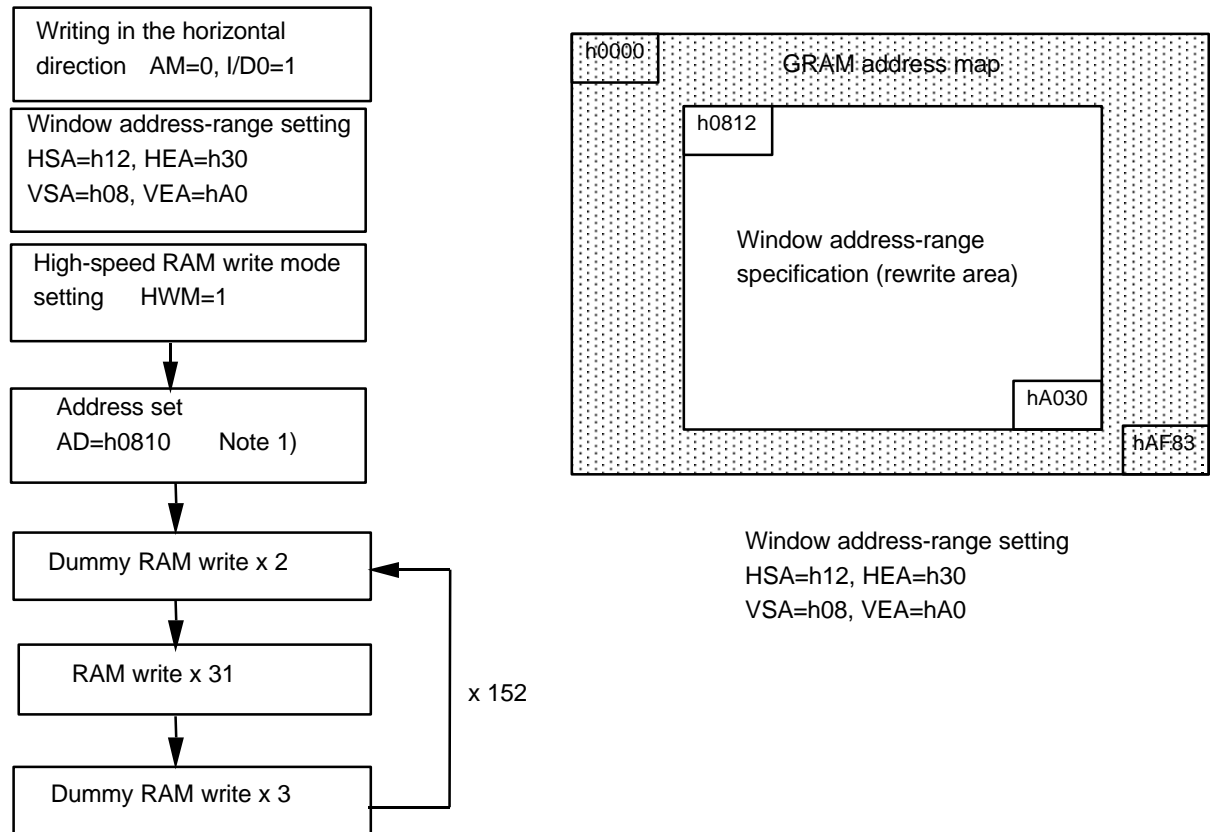 Writing in the horizontal
direction AM=0, I/D0=1
Window address-range setting
HSA=h12, HEA=h30
VSA=h08, VEA=hA0
High-speed RAM write mode
setting HWM=1
Address set
AD=h0810 Note 1)
Dummy RAM write x 2
RAM write x 31
x 152
Dummy RAM write x 3
h0000
GRAM address map
h0812
Window address-range
specification (rewrite area)
hA030
hAF83
Window address-range setting
HSA=h12, HEA=h30
VSA=h08, VEA=hA0